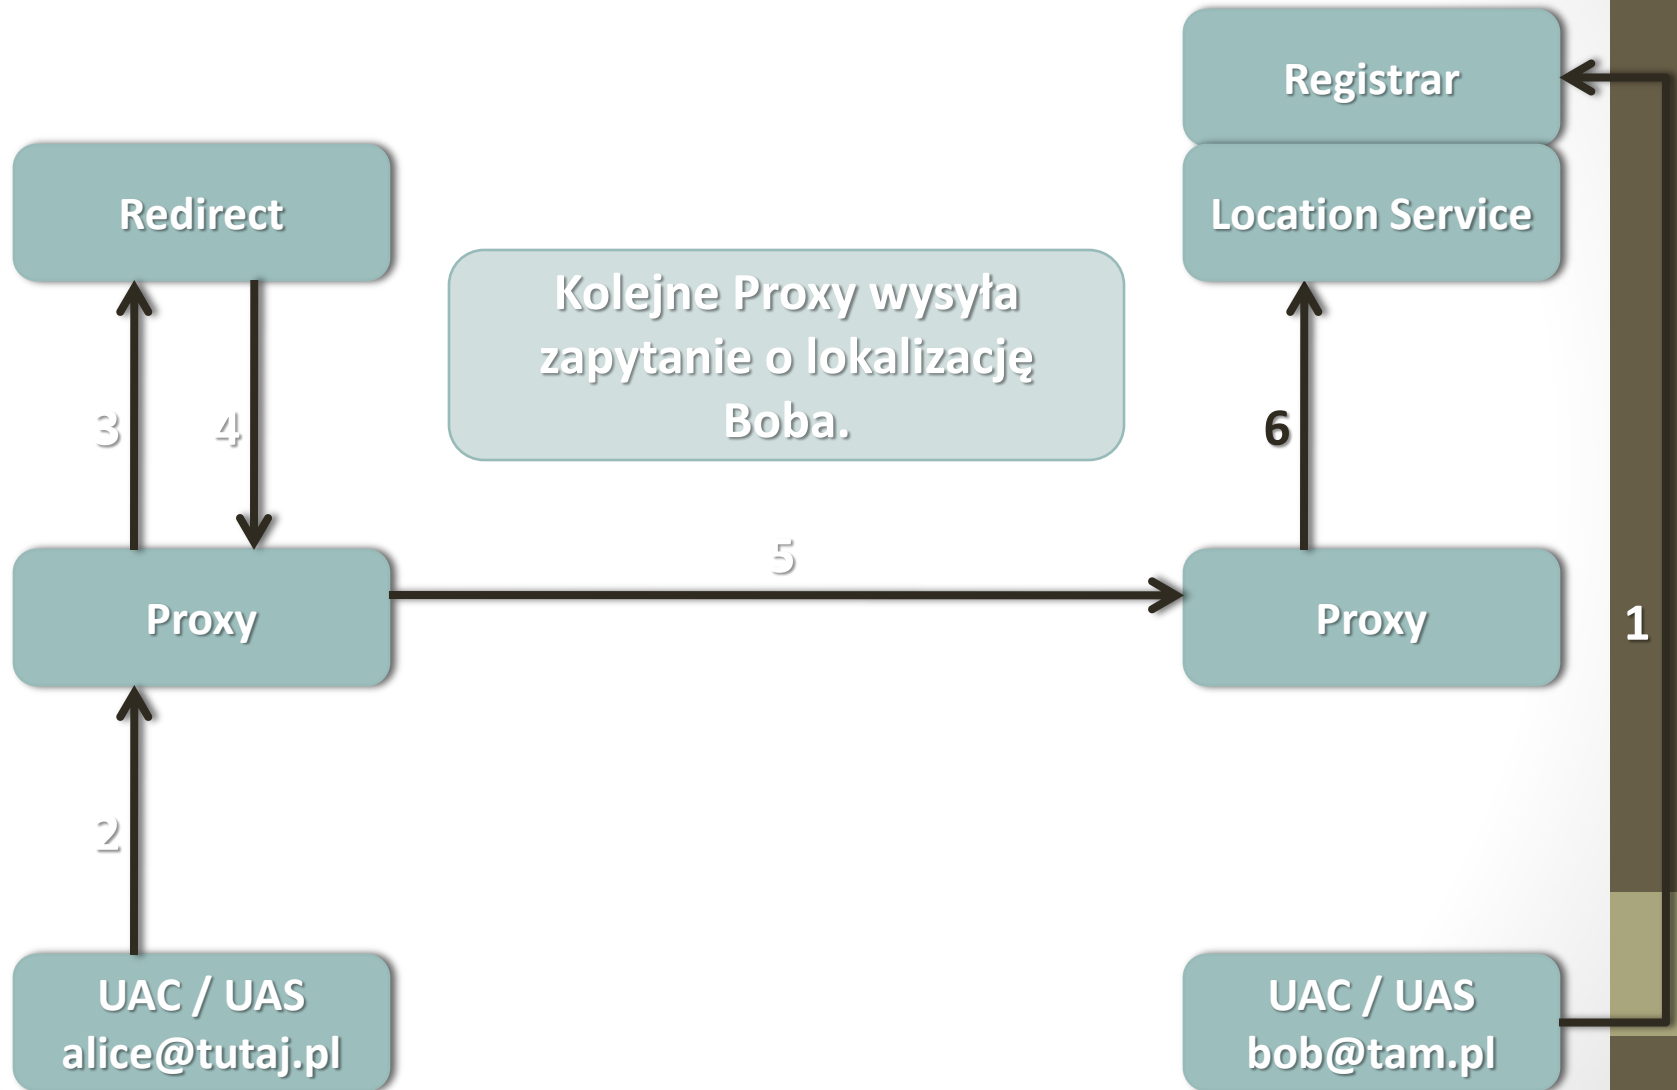 Registrar
Redirect
Location Service
Kolejne Proxy wysyła
zapytanie o lokalizację
Boba.
3
4
6
5
Proxy
Proxy
1
2
UAC / UAS
alice@tutaj.pl
UAC / UAS
bob@tam.pl